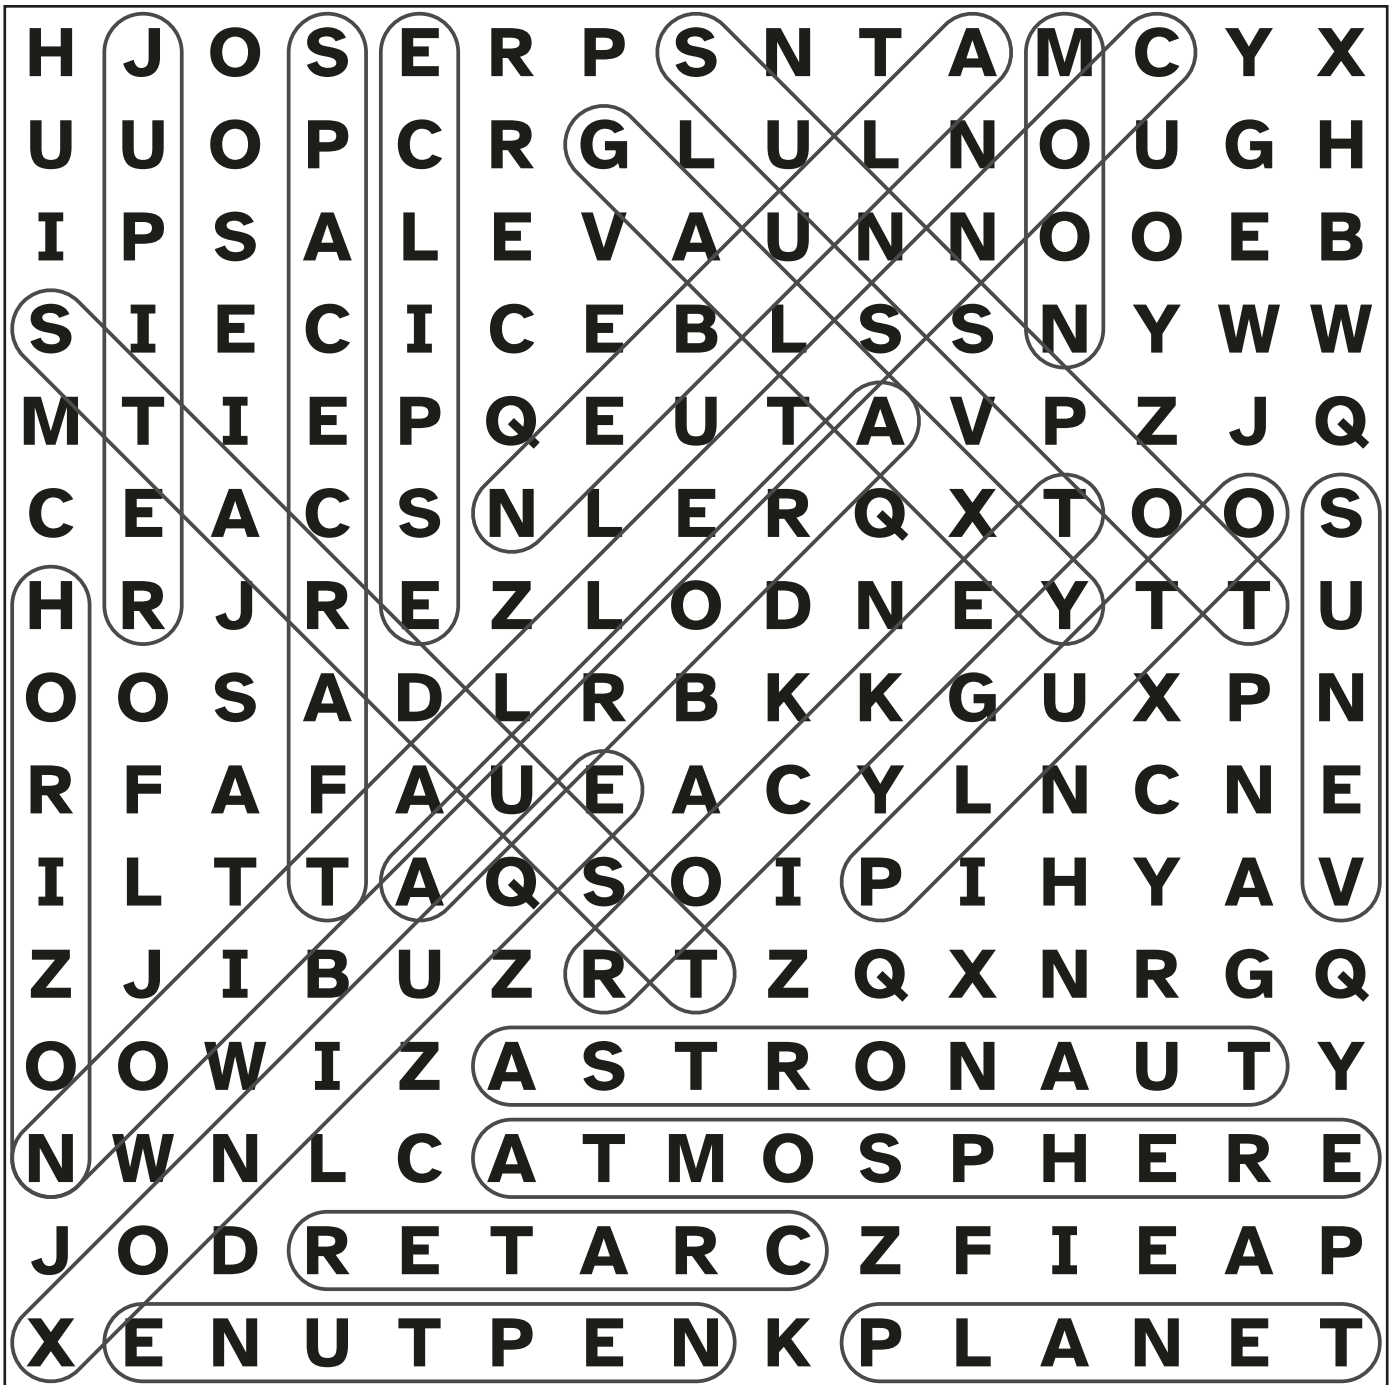 H J O S E R P S N T A M C Y X
U U O P C R G L U L N O U G H
I P S A L E V A U N N O O E B
S I E C I C E B L S S N Y W W
M T I E P Q E U T A V P Z J Q
C E A C S N L E R Q X T O O S
H R J R E Z L O D N E Y T T U
O O S A D L R B K K G U X P N
R F A F A U E A C Y L N C N E
I L T T A Q S O I P I H Y A V
Z J I B U Z R T Z Q X N R G Q
O O W I Z A S T R O N A U T Y
N W N L C A T M O S P H E R E
J O D R E T A R C Z F I E A P
X E N U T P E N K P L A N E T